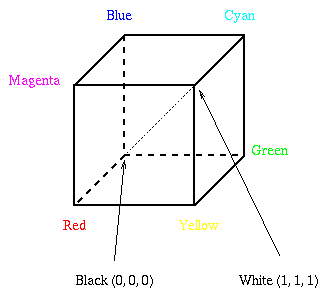 Blue
Cyan
Magenta
Green
Red
Yellow
Black (0, 0, 0)
White (1, 1, 1)